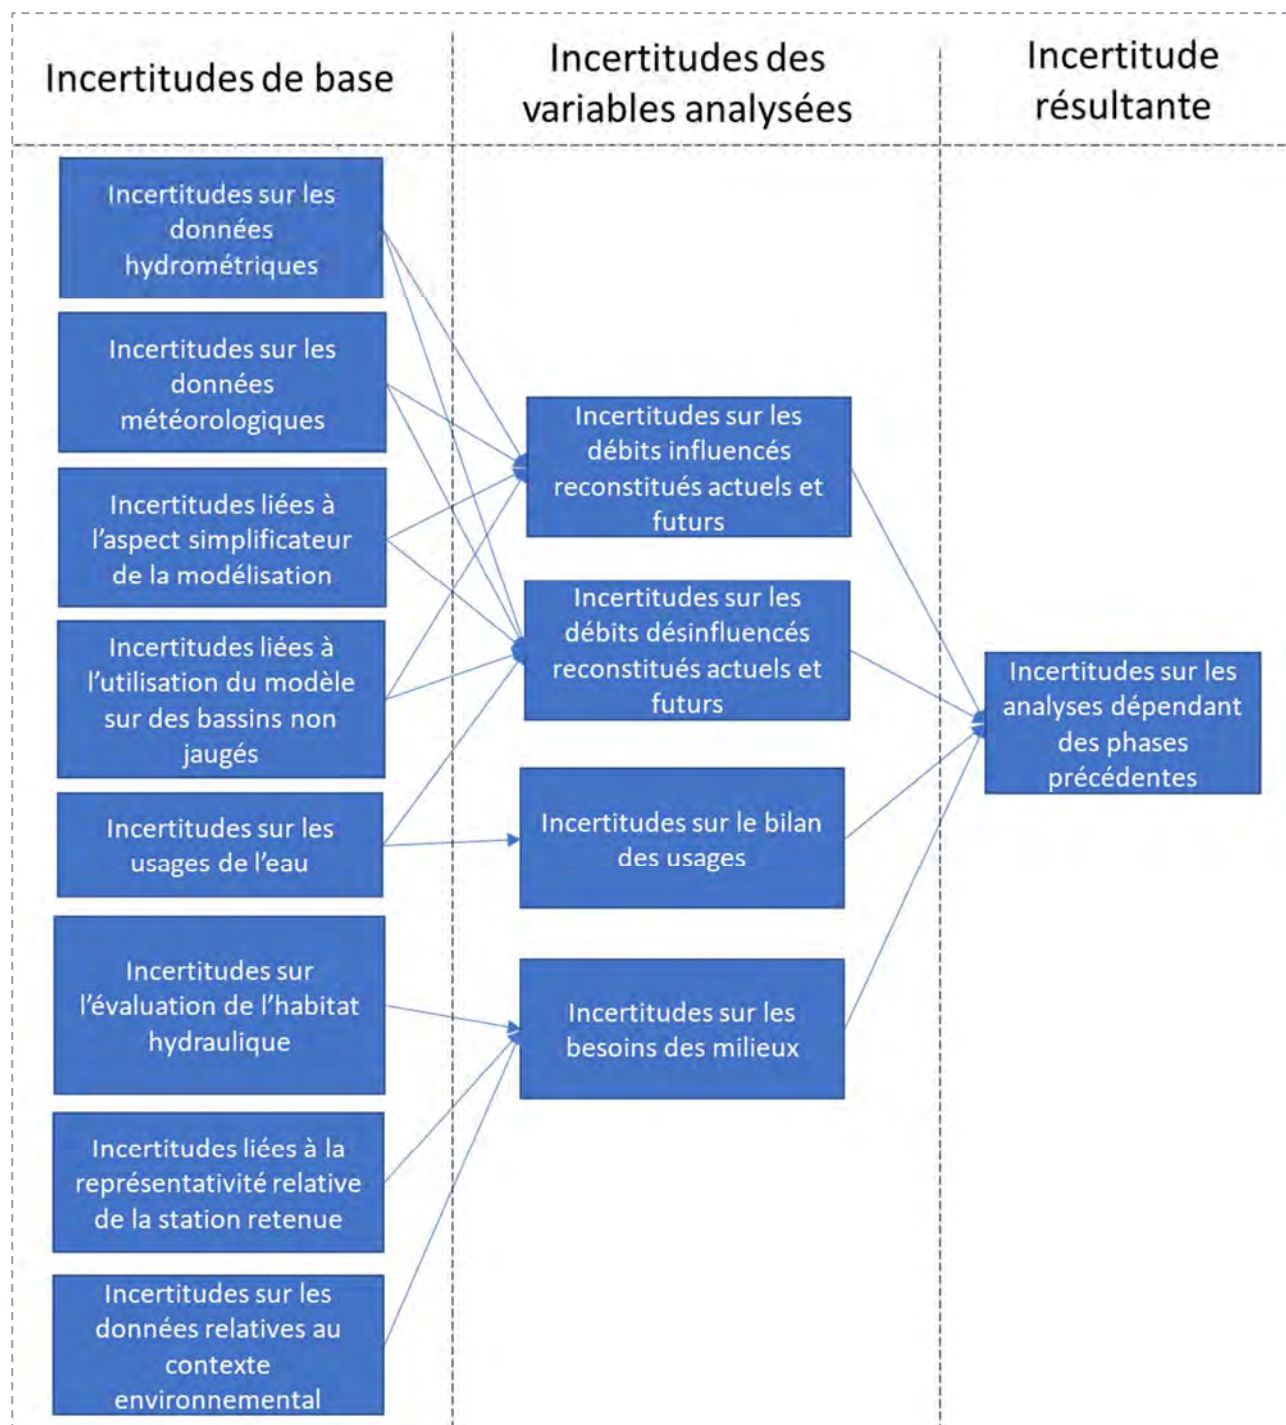 Incertitudes de base
Incertitudes des
variables analysées
Incertitude
résultante
Incertitudes sur les
données
hydrométriques
Incertitudes sur les
données
météorologiques
Incertitudes liées à
l'aspect simplificateur
de la modélisation
Incertitudes liées à
l'utilisation du modèle
sur des bassins non
jaugés
Incertitudes sur les
usages de l'eau
Incertitudes sur
l'évaluation de l'habitat
hydraulique
Incertitudes liées à la
représentativité relative
de la station retenue
Incertitudes sur les
données relatives au
contexte
environnemental
Incertitudes sur les
débits influencés
reconstitués actuels et
futurs
Incertitudes sur les
débits désinfluencés
reconstitués actuels et
futurs
Incertitudes sur le bilan
des usages
Incertitudes sur les
besoins des milieux
Incertitudes sur les
analyses dépendant
des phases
précédentes